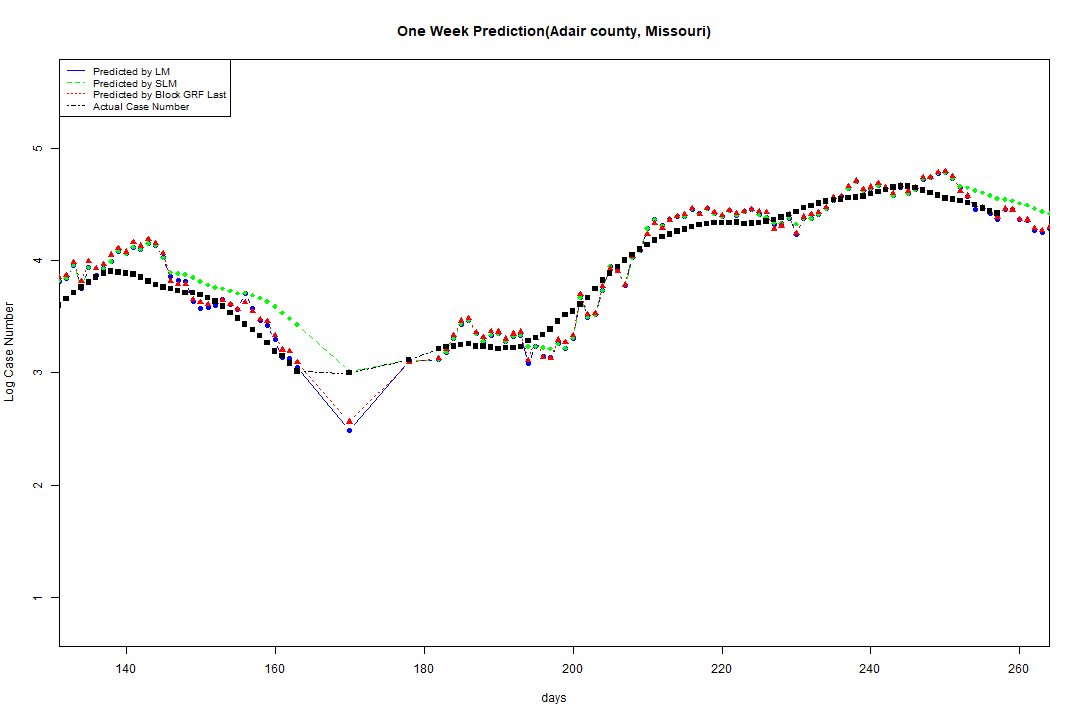 One Week Prediction(Adair county, Missouri)
Predicted by LM
Predicted by SLM
Predicted by Block GRF Last
Actual Case Number
Log Case Number
5
4
3
2
1
140 160 180 200 220 240 260
days